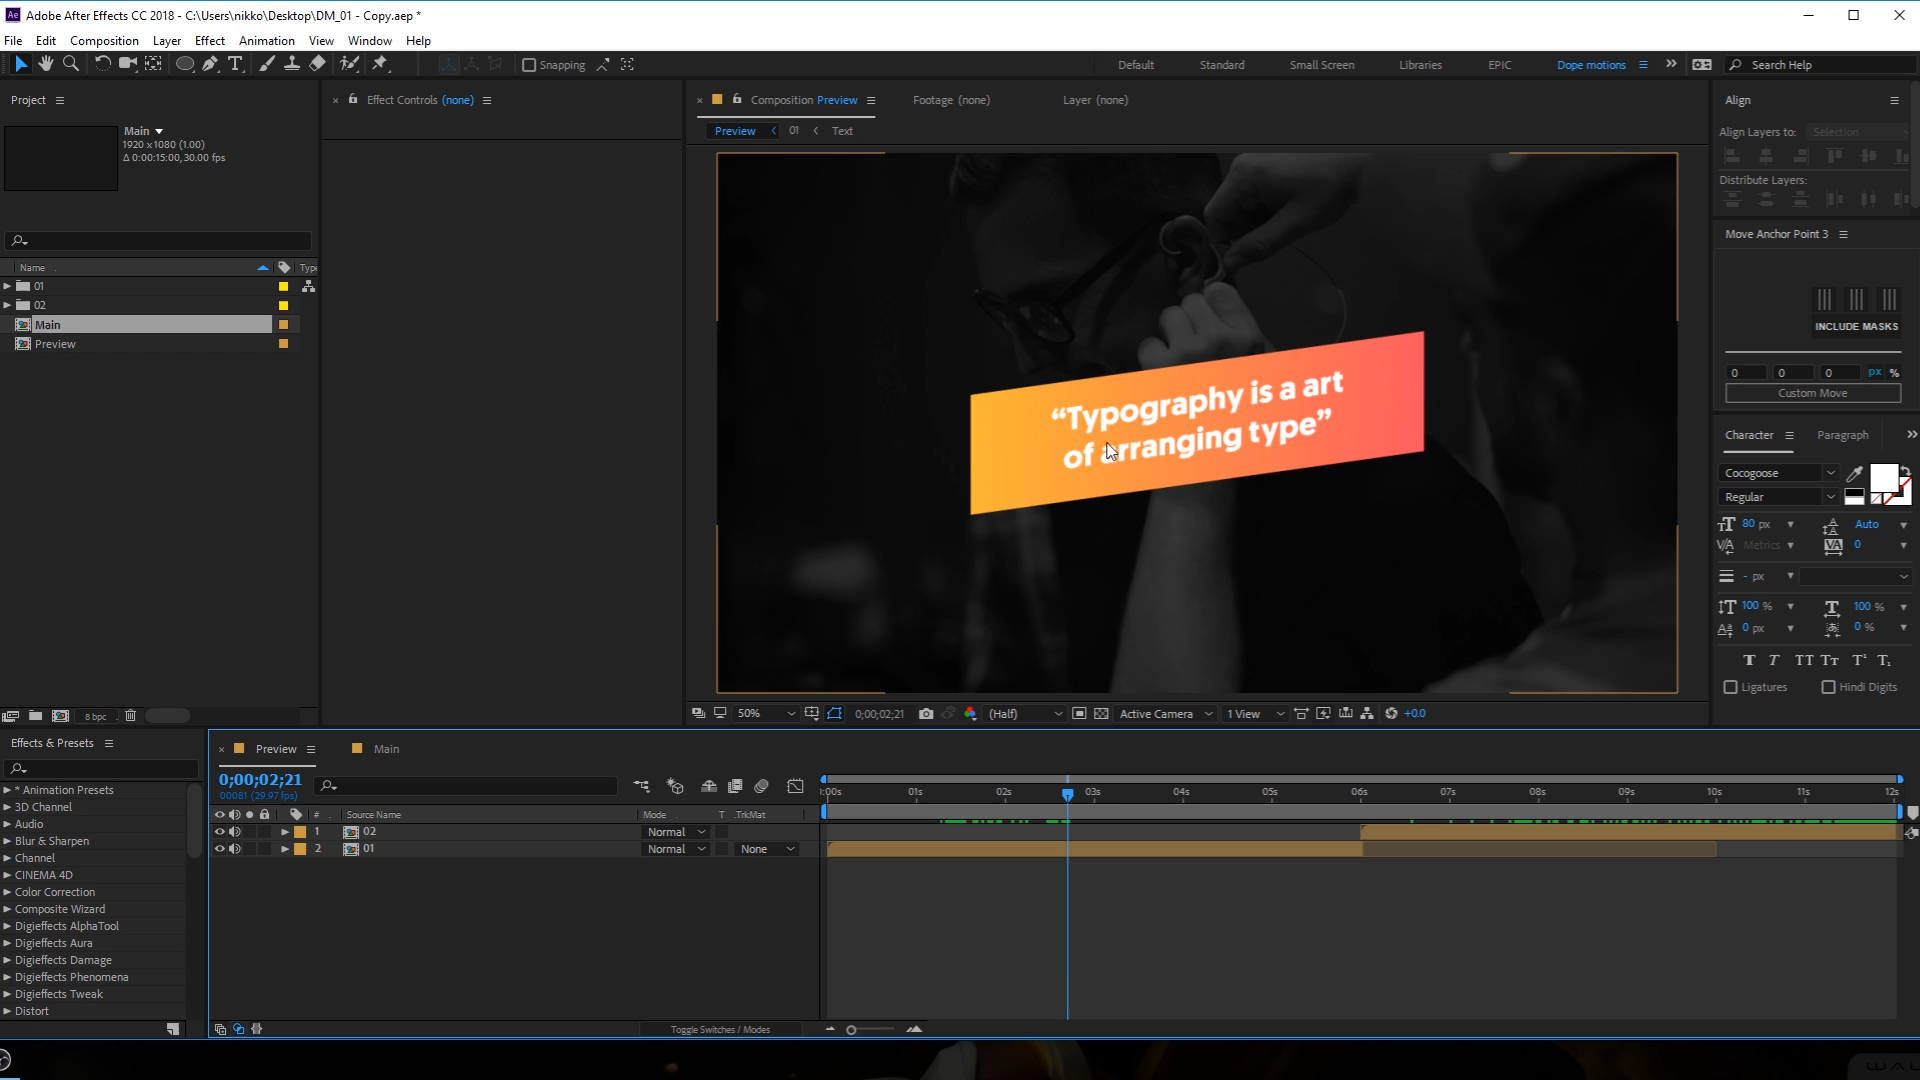 Adobe After Effects CC 2018 - C:\Users\nikko\Desktop\DM_01 - Copy.aep *
File Edit Composition Layer Effect Animation View Window Help
Snapping Default Standard Small Screen Libraries EPIC Dope motions Search Help
Project
Main
1920 x 1080 (1.00)
Δ 0:00:15:00, 30.00 fps
Name Type
01
02
Main
Preview
8 bpc
Effect Controls (none)
Composition Preview Footage (none) Layer (none)
Preview 01 Text
“Typography is a art
of arranging type”
50% 0;00;02;21 (Half) Active Camera 1 View +0.0
Align
Align Layers to: Selection
Distribute Layers:
Move Anchor Point 3
INCLUDE MASKS
0 0 0 px %
Custom Move
Character Paragraph
Cocogoose
Regular
80 px Auto
Metrics 0
- px
100 % 100 %
0 px 0 %
Ligatures Hindi Digits
Effects & Presets
* Animation Presets
3D Channel
Audio
Blur & Sharpen
Channel
CINEMA 4D
Color Correction
Composite Wizard
Digieffects AlphaTool
Digieffects Aura
Digieffects Damage
Digieffects Phenomena
Digieffects Tweak
Distort
Preview Main
0;00;02;21
00081 (29.97 fps)
# Source Name Mode T .TrkMat
1 02 Normal
2 01 Normal None
:00s 01s 02s 03s 04s 05s 06s 07s 08s 09s 10s 11s 12s
Toggle Switches / Modes